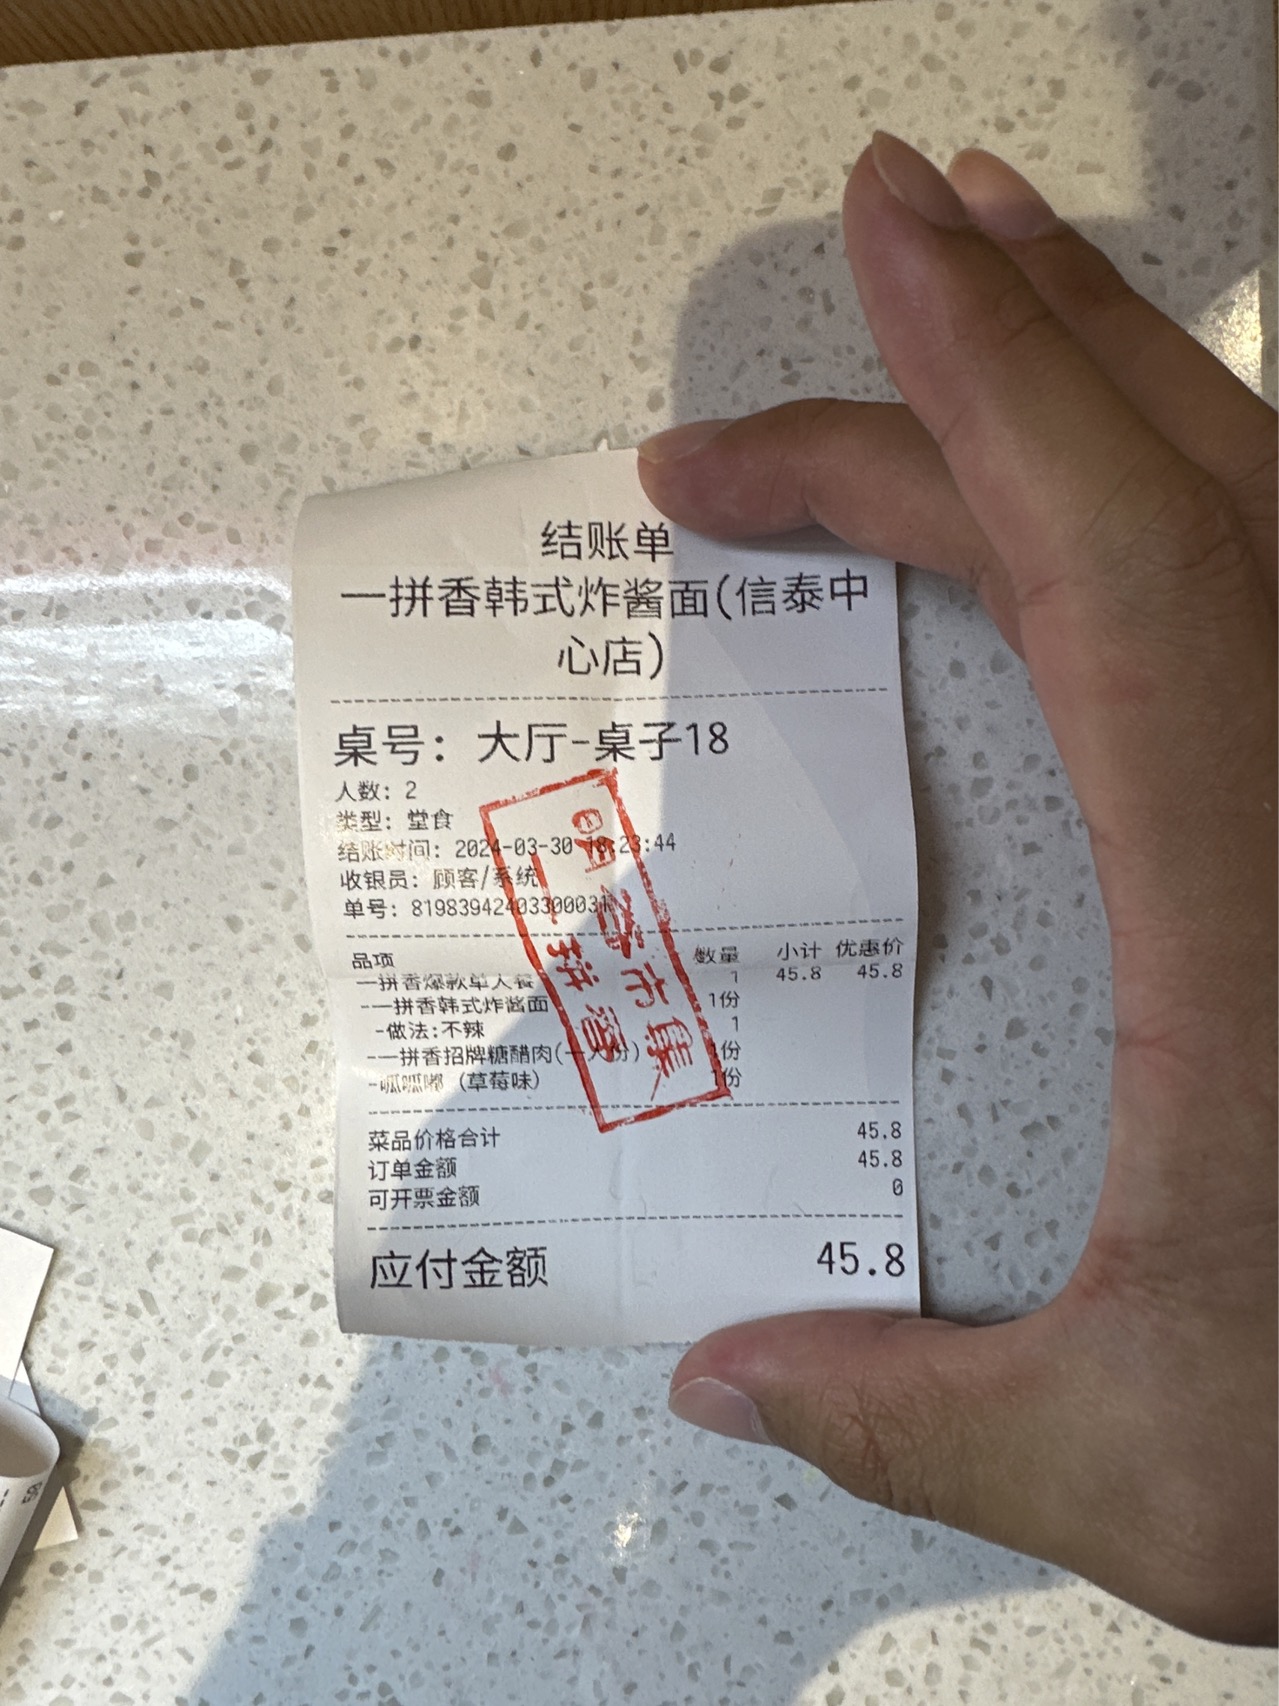 结账单
一拼香韩式炸酱面(信泰中
心店)
桌号: 大厅-桌子18
人数: 2
类型: 堂食
结账时间: 2024-03-30 18:23:44
收银员: 顾客/系统
单号: 8198394240330003
品项 数量 小计 优惠价
一拼香爆款单人餐 1 45.8 45.8
-一拼香韩式炸酱面 1份
-做法:不辣 1
-一拼香招牌糖醋肉(一人份) 1份
-呱呱嘟 (草莓味) 1份
菜品价格合计 45.8
订单金额 45.8
可开票金额 0
应付金额 45.8
一拼香